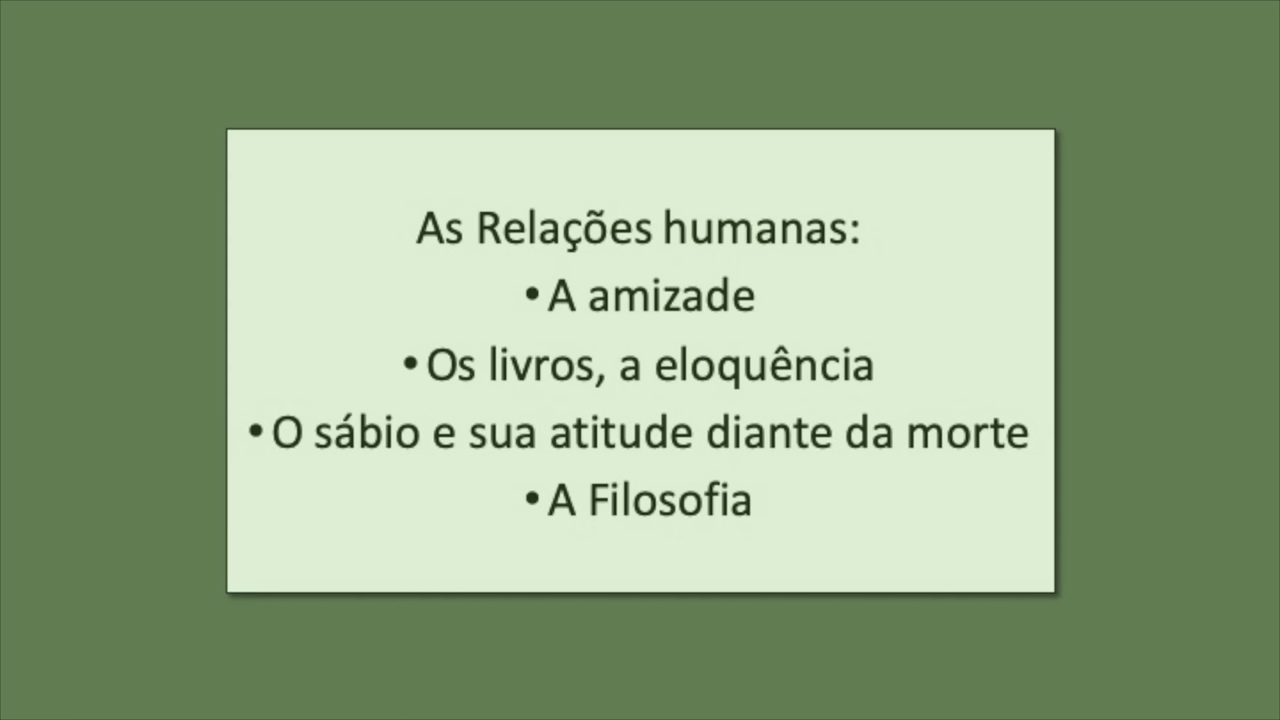 As Relações humanas:
•A amizade
•Os livros, a eloquência
•O sábio e sua atitude diante da morte
•A Filosofia